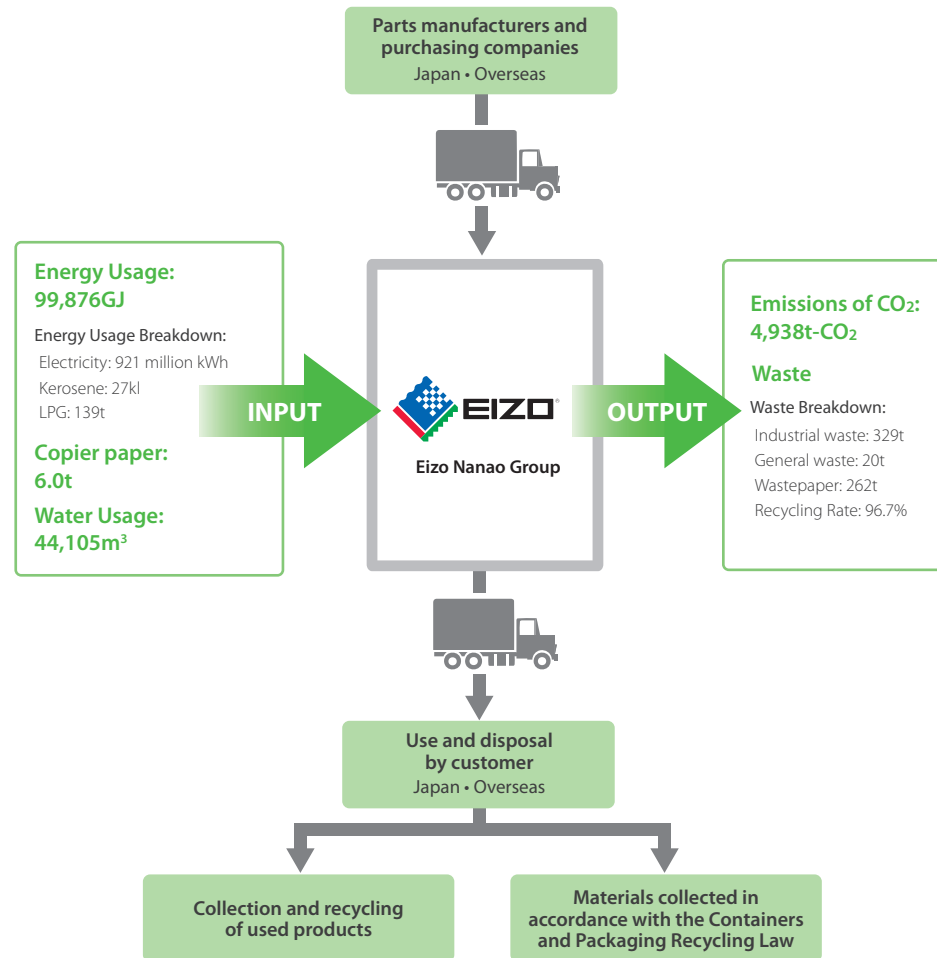 Parts manufacturers and
purchasing companies
Japan • Overseas
Energy Usage:
99,876GJ
Energy Usage Breakdown:
Electricity: 921 million kWh
Kerosene: 27kl
LPG: 139t
Copier paper:
6.0t
Water Usage:
44,105m³
INPUT
EIZO®
Eizo Nanao Group
OUTPUT
Emissions of CO₂:
4,938t-CO₂
Waste
Waste Breakdown:
Industrial waste: 329t
General waste: 20t
Wastepaper: 262t
Recycling Rate: 96.7%
Use and disposal
by customer
Japan • Overseas
Collection and recycling
of used products
Materials collected in
accordance with the Containers
and Packaging Recycling Law